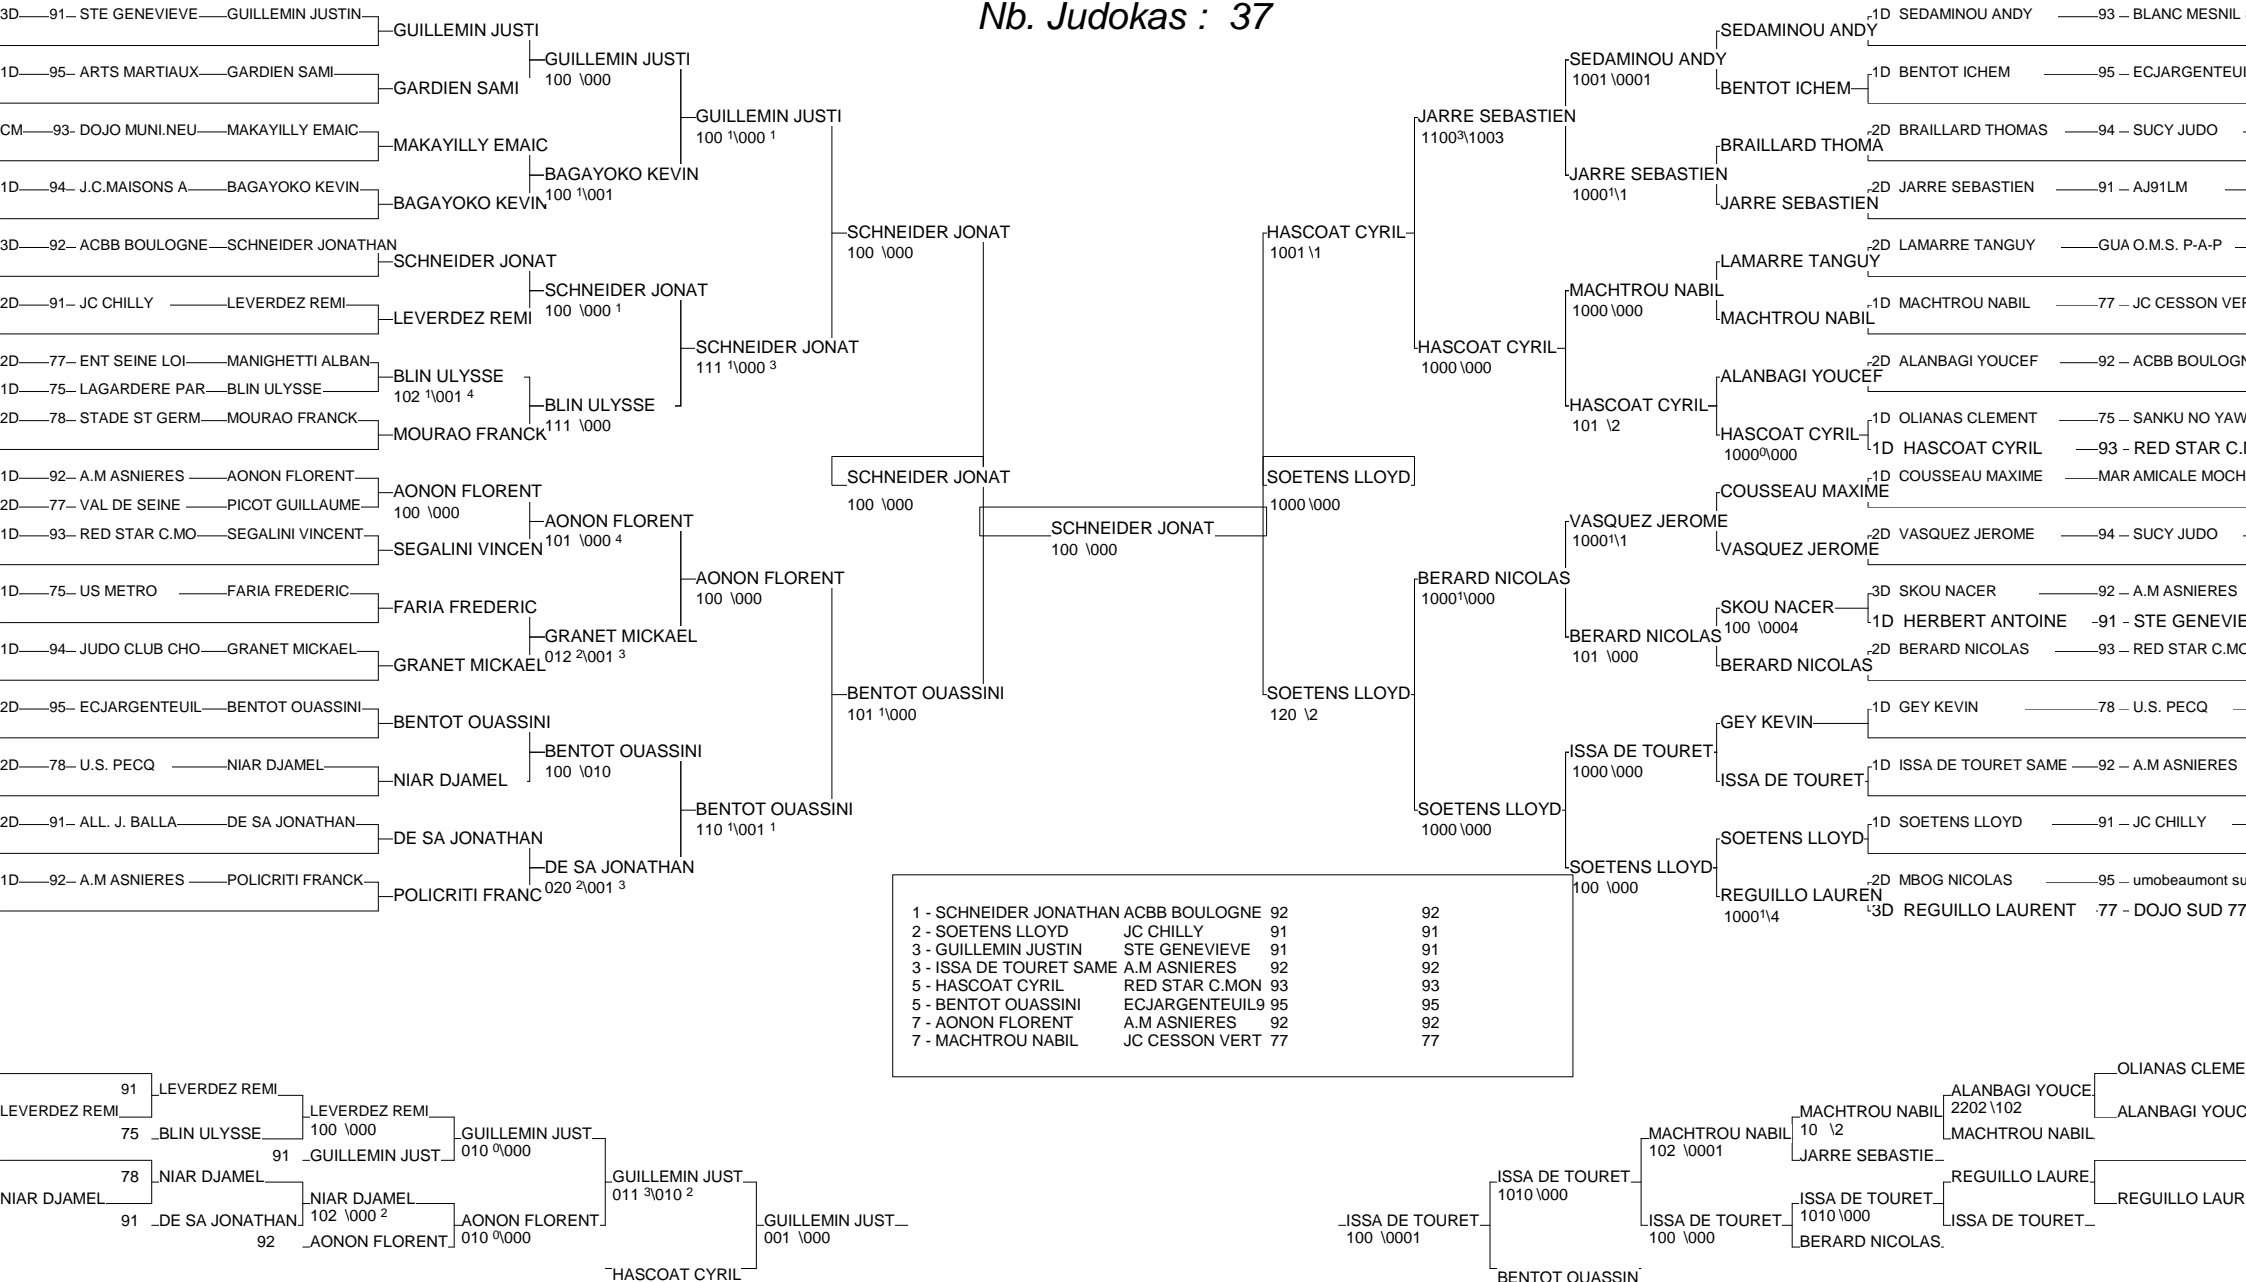 Nb. Judokas : 37
3D 91 STE GENEVIEVE GUILLEMIN JUSTIN
1D 95 ARTS MARTIAUX GARDIEN SAMI
CM 93 DOJO MUNI.NEU MAKAYILLY EMAIC
1D 94 J.C.MAISONS A BAGAYOKO KEVIN
3D 92 ACBB BOULOGNE SCHNEIDER JONATHAN
2D 91 JC CHILLY LEVERDEZ REMI
2D 77 ENT SEINE LOI MANIGHETTI ALBAN
1D 75 LAGARDERE PAR BLIN ULYSSE
2D 78 STADE ST GERM MOURAO FRANCK
1D 92 A.M ASNIERES AONON FLORENT
2D 77 VAL DE SEINE PICOT GUILLAUME
1D 93 RED STAR C.MO SEGALINI VINCENT
1D 75 US METRO FARIA FREDERIC
1D 94 JUDO CLUB CHO GRANET MICKAEL
2D 95 ECJARGENTEUIL BENTOT OUASSINI
2D 78 U.S. PECQ NIAR DJAMEL
2D 91 ALL. J. BALLA DE SA JONATHAN
1D 92 A.M ASNIERES POLICRITI FRANCK
GUILLEMIN JUSTI
GARDIEN SAMI
MAKAYILLY EMAIC
BAGAYOKO KEVIN
SCHNEIDER JONAT
LEVERDEZ REMI
BLIN ULYSSE
102 1\001 4
MOURAO FRANCK
AONON FLORENT
100 \000
SEGALINI VINCEN
FARIA FREDERIC
GRANET MICKAEL
BENTOT OUASSINI
NIAR DJAMEL
DE SA JONATHAN
POLICRITI FRANC
GUILLEMIN JUSTI
100 \000
BAGAYOKO KEVIN
100 1\001
SCHNEIDER JONAT
100 \000 1
BLIN ULYSSE
111 \000
AONON FLORENT
101 \000 4
GRANET MICKAEL
012 2\001 3
BENTOT OUASSINI
100 \010
DE SA JONATHAN
020 2\001 3
GUILLEMIN JUSTI
100 1\000 1
SCHNEIDER JONAT
111 1\000 3
AONON FLORENT
100 \000
BENTOT OUASSINI
110 1\001 1
SCHNEIDER JONAT
100 \000
BENTOT OUASSINI
101 1\000
SCHNEIDER JONAT
100 \000
SCHNEIDER JONAT
100 \000
SOETENS LLOYD
1000 \000
HASCOAT CYRIL
1001 \1
SOETENS LLOYD
120 \2
JARRE SEBASTIEN
1100 3\1003
HASCOAT CYRIL
1000 \000
BERARD NICOLAS
1000 1\000
SOETENS LLOYD
1000 \000
SEDAMINOU ANDY
1001 \0001
JARRE SEBASTIEN
1000 1\1
MACHTROU NABIL
1000 \000
HASCOAT CYRIL
101 \2
VASQUEZ JEROME
1000 1\1
BERARD NICOLAS
101 \000
ISSA DE TOURET
1000 \000
SOETENS LLOYD
100 \000
SEDAMINOU ANDY
BENTOT ICHEM
BRAILLARD THOMA
JARRE SEBASTIEN
LAMARRE TANGUY
MACHTROU NABIL
ALANBAGI YOUCEF
HASCOAT CYRIL
1000 0\000
COUSSEAU MAXIME
VASQUEZ JEROME
SKOU NACER
100 \0004
BERARD NICOLAS
GEY KEVIN
ISSA DE TOURET
SOETENS LLOYD
REGUILLO LAUREN
1000 1\4
1D SEDAMINOU ANDY 93 BLANC MESNIL
1D BENTOT ICHEM 95 ECJARGENTEUI
2D BRAILLARD THOMAS 94 SUCY JUDO
2D JARRE SEBASTIEN 91 AJ91LM
2D LAMARRE TANGUY GUA O.M.S. P-A-P
1D MACHTROU NABIL 77 JC CESSON VER
2D ALANBAGI YOUCEF 92 ACBB BOULOGN
1D OLIANAS CLEMENT 75 SANKU NO YAW
1D HASCOAT CYRIL 93 - RED STAR C.M
1D COUSSEAU MAXIME MAR AMICALE MOCH
2D VASQUEZ JEROME 94 SUCY JUDO
3D SKOU NACER 92 A.M ASNIERES
1D HERBERT ANTOINE 91 - STE GENEVIE
2D BERARD NICOLAS 93 RED STAR C.MO
1D GEY KEVIN 78 U.S. PECQ
1D ISSA DE TOURET SAME 92 A.M ASNIERES
1D SOETENS LLOYD 91 JC CHILLY
2D MBOG NICOLAS 95 umobeaumont su
3D REGUILLO LAURENT 77 - DOJO SUD 77
1 - SCHNEIDER JONATHAN ACBB BOULOGNE 92 92
2 - SOETENS LLOYD JC CHILLY 91 91
3 - GUILLEMIN JUSTIN STE GENEVIEVE 91 91
3 - ISSA DE TOURET SAME A.M ASNIERES 92 92
5 - HASCOAT CYRIL RED STAR C.MON 93 93
5 - BENTOT OUASSINI ECJARGENTEUIL9 95 95
7 - AONON FLORENT A.M ASNIERES 92 92
7 - MACHTROU NABIL JC CESSON VERT 77 77
91 LEVERDEZ REMI
LEVERDEZ REMI
75 BLIN ULYSSE
LEVERDEZ REMI
100 \000
91 GUILLEMIN JUST
78 NIAR DJAMEL
NIAR DJAMEL
91 DE SA JONATHAN
NIAR DJAMEL
102 \000 2
92 AONON FLORENT
GUILLEMIN JUST
010 0\000
AONON FLORENT
010 0\000
GUILLEMIN JUST
011 3\010 2
HASCOAT CYRIL
GUILLEMIN JUST
001 \000
ISSA DE TOURET
100 \0001
ISSA DE TOURET
1010 \000
BENTOT OUASSIN
MACHTROU NABIL
102 \0001
ISSA DE TOURET
100 \000
MACHTROU NABIL
10 \2
JARRE SEBASTIE
ISSA DE TOURET
1010 \000
BERARD NICOLAS
ALANBAGI YOUCE
2202 \102
MACHTROU NABIL
REGUILLO LAURE
ISSA DE TOURET
OLIANAS CLEME
ALANBAGI YOUC
REGUILLO LAUR